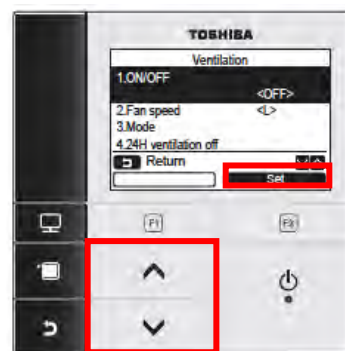 TOSHIBA
Ventilation
1.ON/OFF
<OFF>
2.Fan speed <L>
3.Mode
4.24H ventilation off
Return
Set
F1 F2